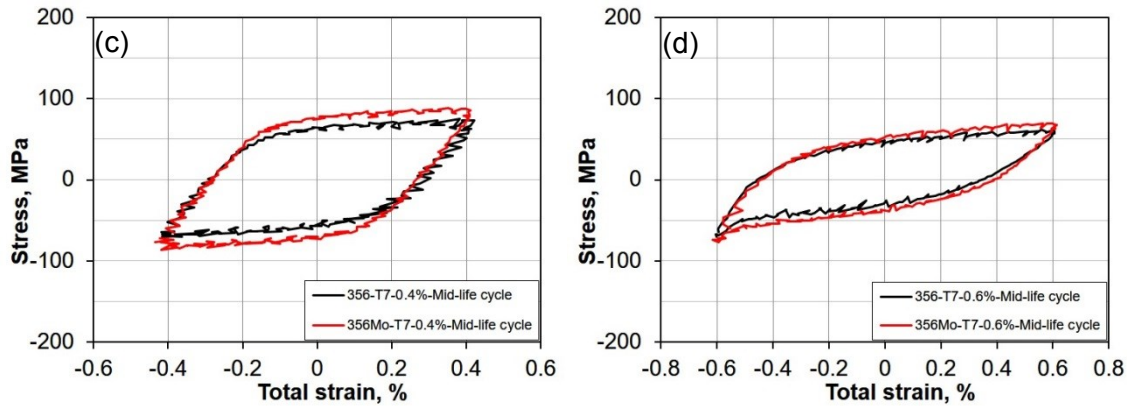 (c)
200
100
0
-100
-200
Stress, MPa
-0.6 -0.4 -0.2 0 0.2 0.4 0.6
Total strain, %
356-T7-0.4%-Mid-life cycle
356Mo-T7-0.4%-Mid-life cycle
(d)
200
100
0
-100
-200
Stress, MPa
-0.8 -0.6 -0.4 -0.2 0 0.2 0.4 0.6 0.8
Total strain, %
356-T7-0.6%-Mid-life cycle
356Mo-T7-0.6%-Mid-life cycle